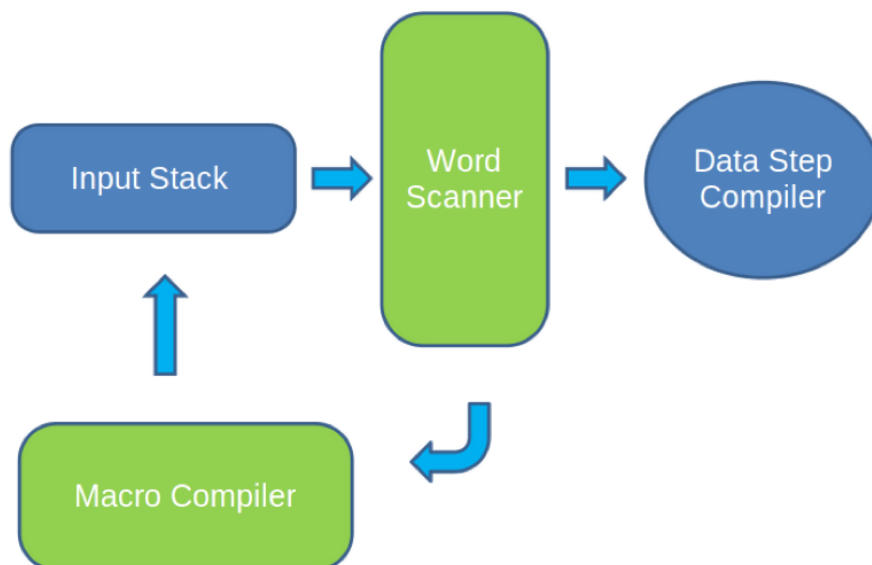 Input Stack
Word
Scanner
Data Step
Compiler
Macro Compiler